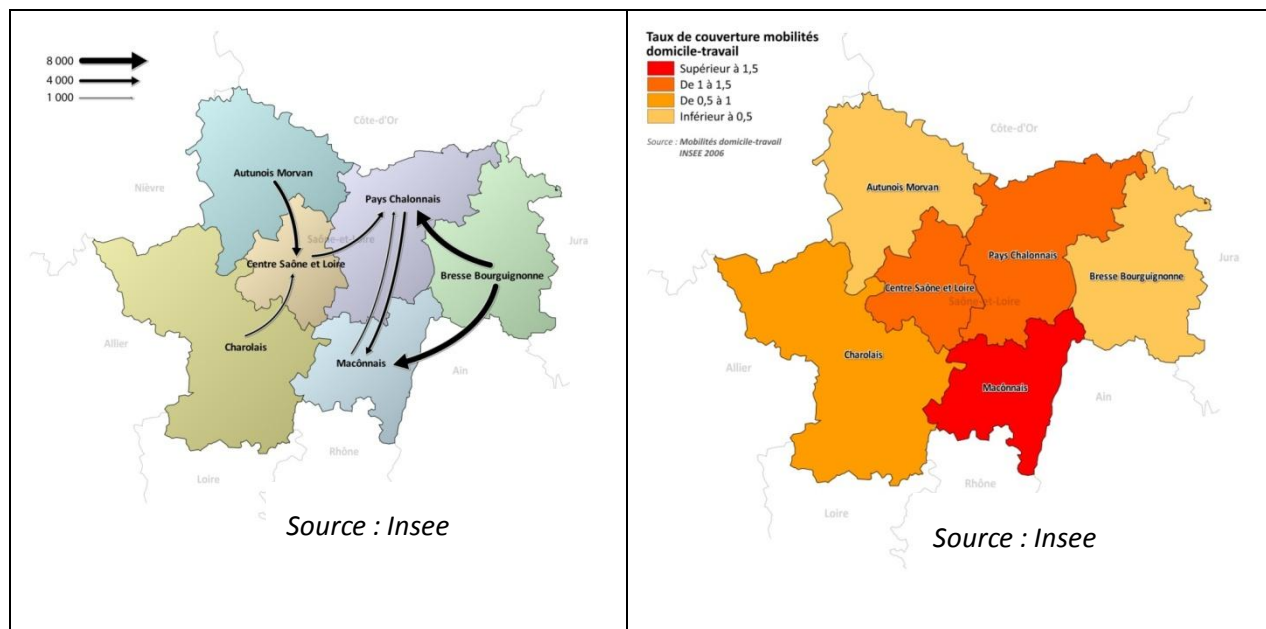 8 000
4 000
1 000
Côte-d'Or
Nièvre
Autunois Morvan
Pays Chalonnais
Saône-et-Loire
Jura
Centre Saône et Loire
Bresse Bourguignonne
Allier
Charolais
Macônnais
Ain
Rhône
Loire
Source : Insee
Taux de couverture mobilités
domicile-travail
Supérieur à 1,5
De 1 à 1,5
De 0,5 à 1
Inférieur à 0,5
Source : Mobilités domicile-travail
INSEE 2006
Côte-d'Or
Nièvre
Autunois Morvan
Pays Chalonnais
Jura
Bresse Bourguignonne
Centre Saône et Loire
Saône-et-Loire
Charolais
Allier
Macônnais
Ain
Rhône
Loire
Source : Insee